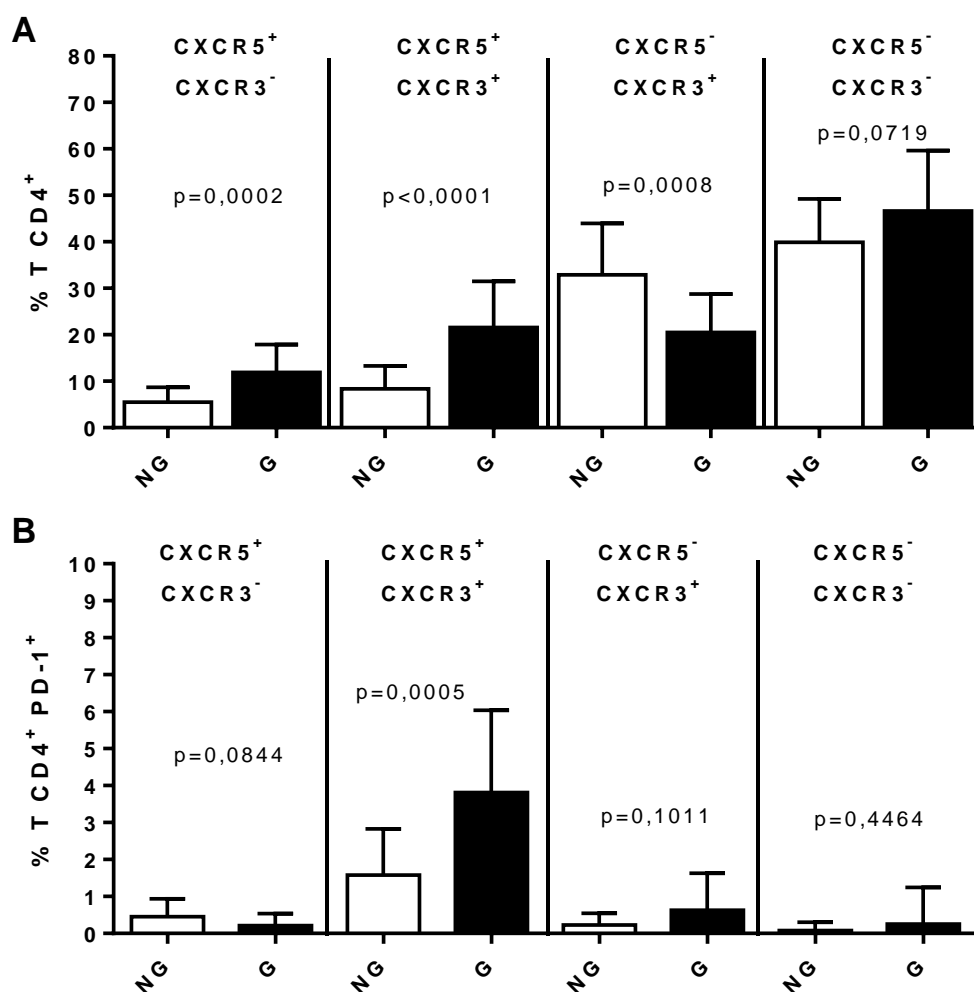 A
CXCR5⁺ CXCR5⁺ CXCR5⁻ CXCR5⁻
CXCR3⁻ CXCR3⁺ CXCR3⁺ CXCR3⁻
80
70
60
50
40
30
20
10
0
% T CD4⁺
p=0,0002
p<0,0001
p=0,0008
p=0,0719
NG G NG G NG G NG G
B
CXCR5⁺ CXCR5⁺ CXCR5⁻ CXCR5⁻
CXCR3⁻ CXCR3⁺ CXCR3⁺ CXCR3⁻
10
9
8
7
6
5
4
3
2
1
0
% T CD4⁺ PD-1⁺
p=0,0844
p=0,0005
p=0,1011
p=0,4464
NG G NG G NG G NG G